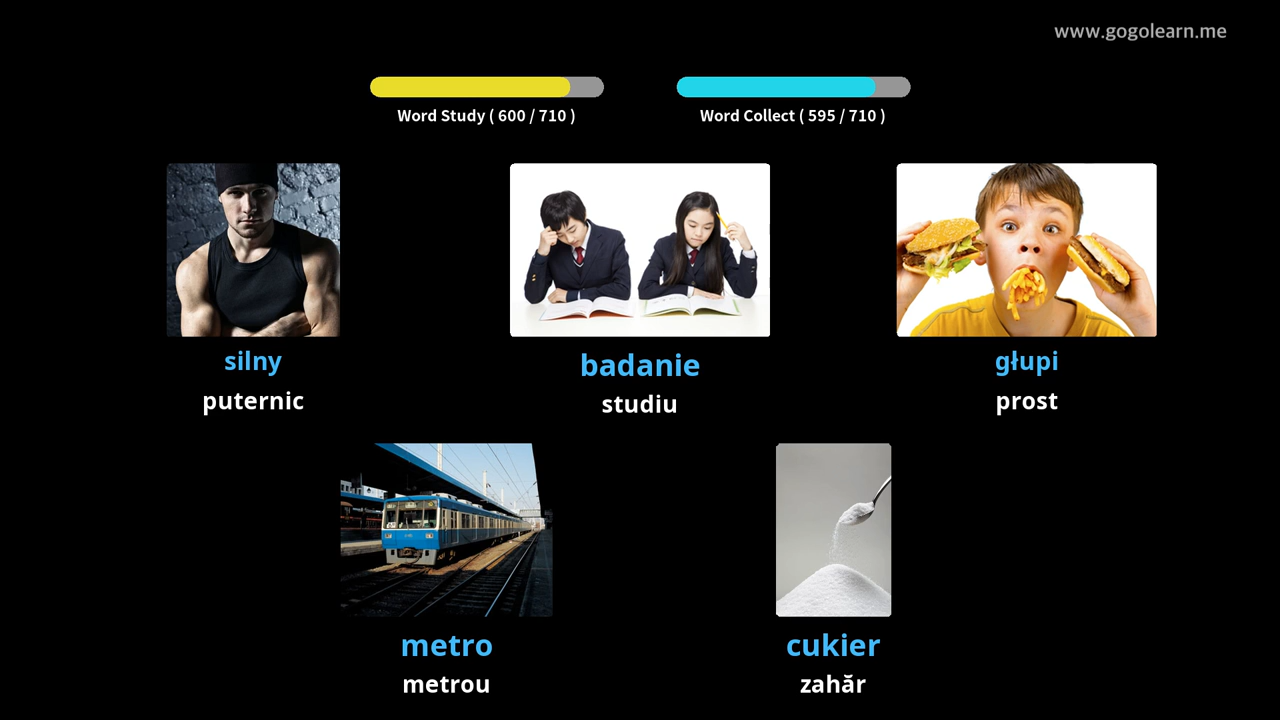 www.gogolearn.me
Word Study ( 600 / 710 )
Word Collect ( 595 / 710 )
silny
badanie
głupi
puternic
studiu
prost
metro
cukier
metrou
zahăr